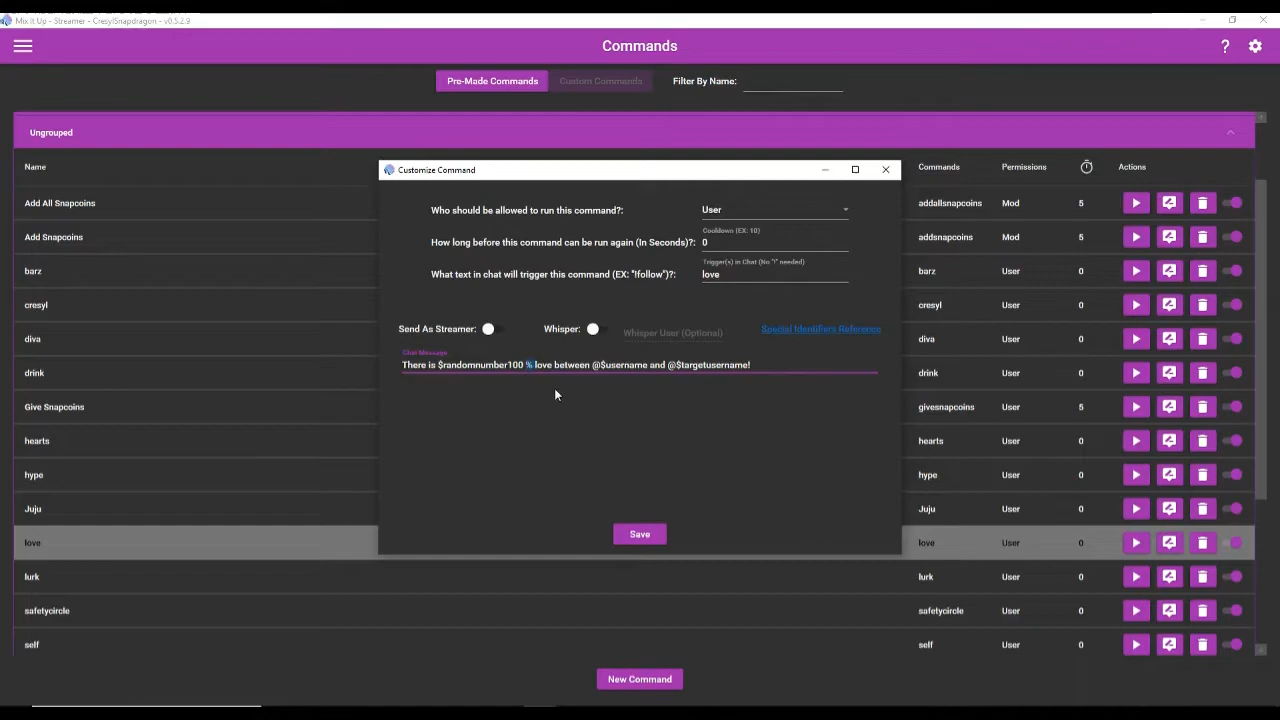 Mix It Up - Streamer - CresylSnapdragon - v0.5.2.9
Commands
?
Pre-Made Commands
Custom Commands
Filter By Name:
Ungrouped
Name
Commands
Permissions
Actions
Add All Snapcoins
addallsnapcoins
Mod
5
Add Snapcoins
addsnapcoins
Mod
5
barz
barz
User
0
cresyl
cresyl
User
0
diva
diva
User
0
drink
drink
User
0
Give Snapcoins
givesnapcoins
User
5
hearts
hearts
User
0
hype
hype
User
0
Juju
Juju
User
0
love
love
User
0
lurk
lurk
User
0
safetycircle
safetycircle
User
0
self
self
User
0
New Command
Customize Command
Who should be allowed to run this command?:
User
Cooldown (EX: 10)
How long before this command can be run again (In Seconds)?:
0
Trigger(s) in Chat (No "!" needed)
What text in chat will trigger this command (EX: "!follow")?:
love
Send As Streamer:
Whisper:
Whisper User (Optional)
Special Identifiers Reference
Chat Message
There is $randomnumber100 % love between @$username and @$targetusername!
Save